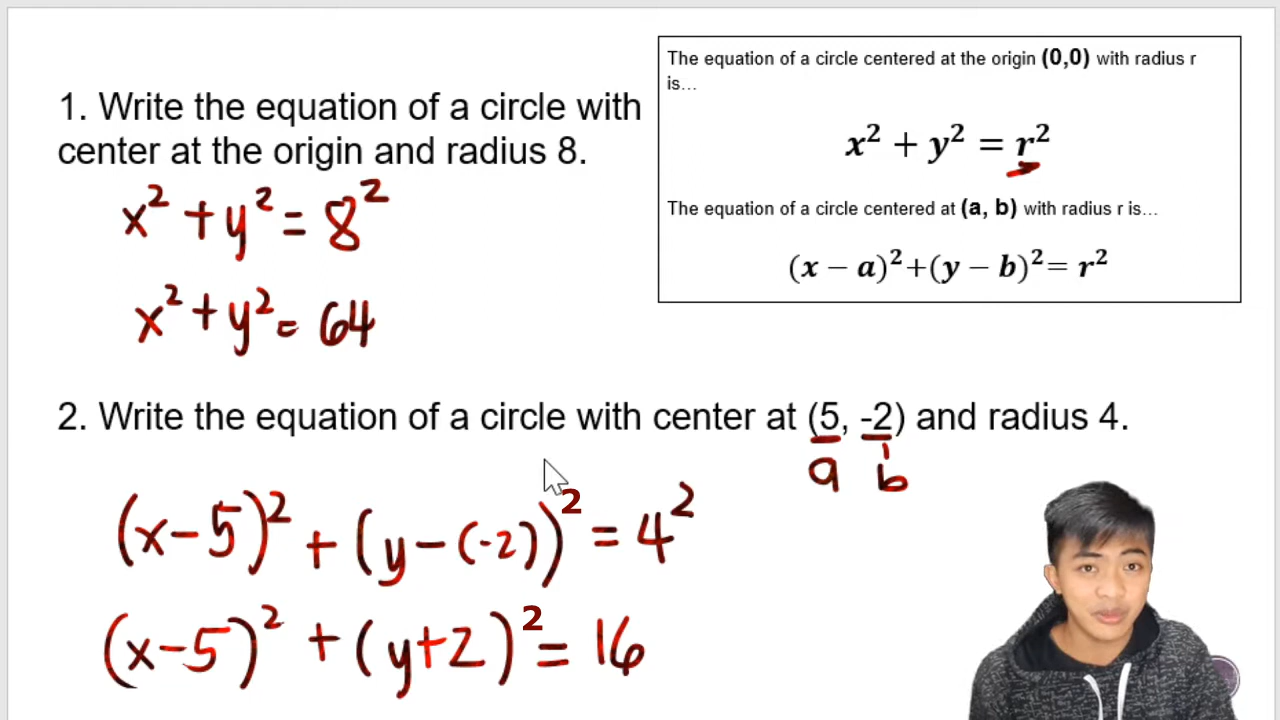 The equation of a circle centered at the origin (0,0) with radius r
is...
x² + y² = r²
The equation of a circle centered at (a, b) with radius r is...
(x − a)²+(y − b)²= r²
1. Write the equation of a circle with
center at the origin and radius 8.
x² + y² = 8²
x² + y² = 64
2. Write the equation of a circle with center at (5, -2) and radius 4.
a b
(x-5)² + (y-(-2))² = 4²
(x-5)² + (y+2)² = 16